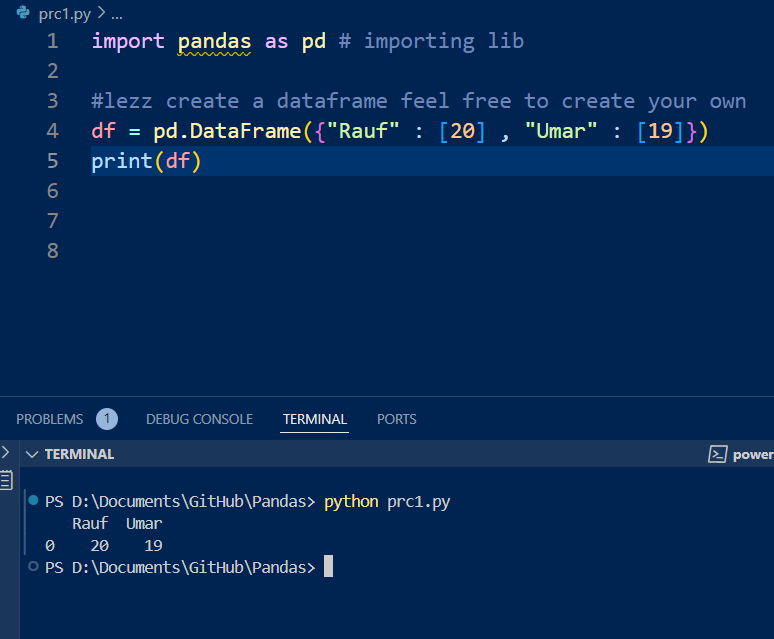 prc1.py > ...
1 import pandas as pd # importing lib
2
3 #lezz create a dataframe feel free to create your own
4 df = pd.DataFrame({"Rauf" : [20] , "Umar" : [19]})
5 print(df)
6
7
8
PROBLEMS 1 DEBUG CONSOLE TERMINAL PORTS
TERMINAL power
PS D:\Documents\GitHub\Pandas> python prc1.py
Rauf Umar
0 20 19
PS D:\Documents\GitHub\Pandas>